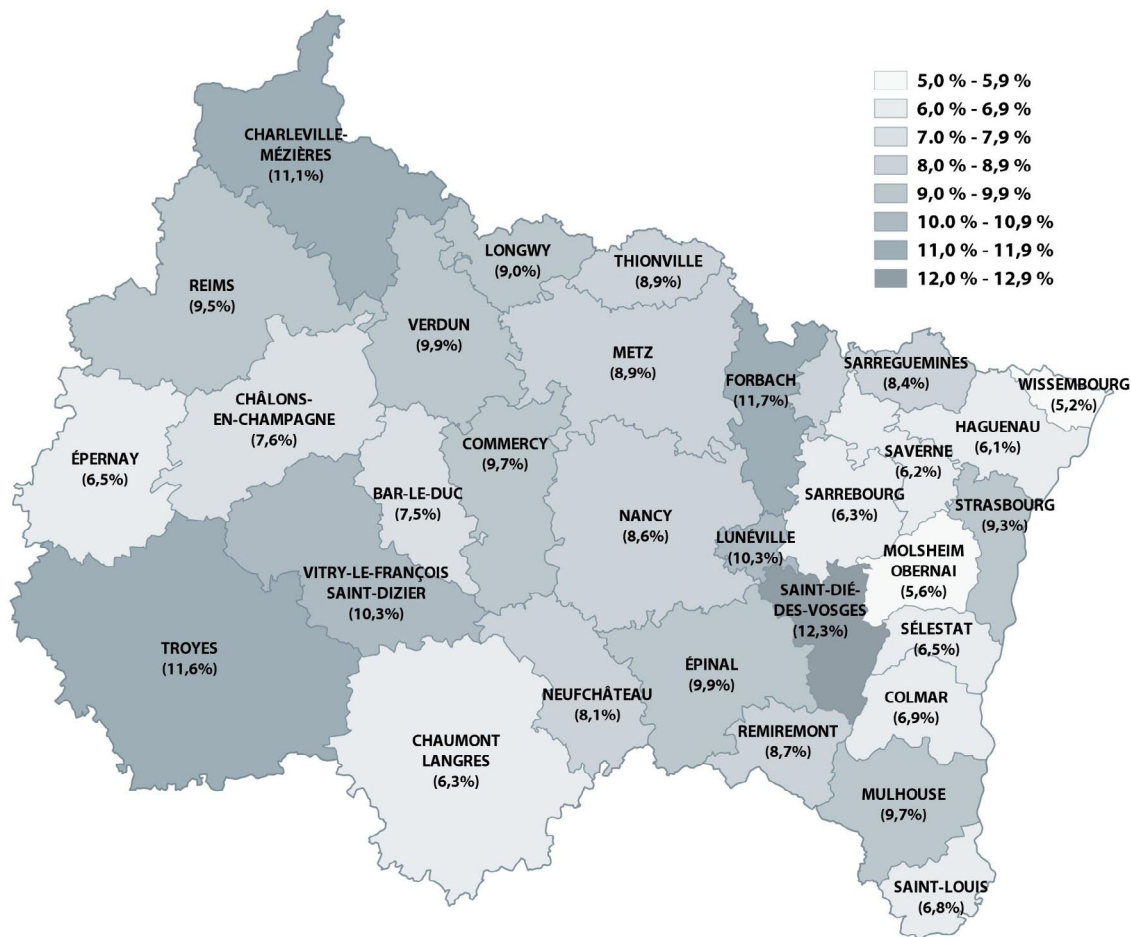 5,0 % - 5,9 %
6,0 % - 6,9 %
7.0 % - 7,9 %
8,0 % - 8,9 %
9,0 % - 9,9 %
10.0 % - 10,9 %
11,0 % - 11,9 %
12,0 % - 12,9 %
CHARLEVILLE-
MÉZIÈRES
(11,1%)
REIMS
(9,5%)
LONGWY
(9,0%)
THIONVILLE
(8,9%)
VERDUN
(9,9%)
METZ
(8,9%)
FORBACH
(11,7%)
SARREGUEMINES
(8,4%)
WISSEMBOURG
(5,2%)
HAGUENAU
(6,1%)
CHÂLONS-
EN-CHAMPAGNE
(7,6%)
ÉPERNAY
(6,5%)
COMMERCY
(9,7%)
SAVERNE
(6,2%)
BAR-LE-DUC
(7,5%)
NANCY
(8,6%)
SARREBOURG
(6,3%)
STRASBOURG
(9,3%)
LUNÉVILLE
(10,3%)
MOLSHEIM
OBERNAI
(5,6%)
VITRY-LE-FRANÇOIS
SAINT-DIZIER
(10,3%)
SAINT-DIÉ-
DES-VOSGES
(12,3%)
TROYES
(11,6%)
SÉLESTAT
(6,5%)
ÉPINAL
(9,9%)
NEUFCHÂTEAU
(8,1%)
COLMAR
(6,9%)
REMIREMONT
(8,7%)
CHAUMONT
LANGRES
(6,3%)
MULHOUSE
(9,7%)
SAINT-LOUIS
(6,8%)